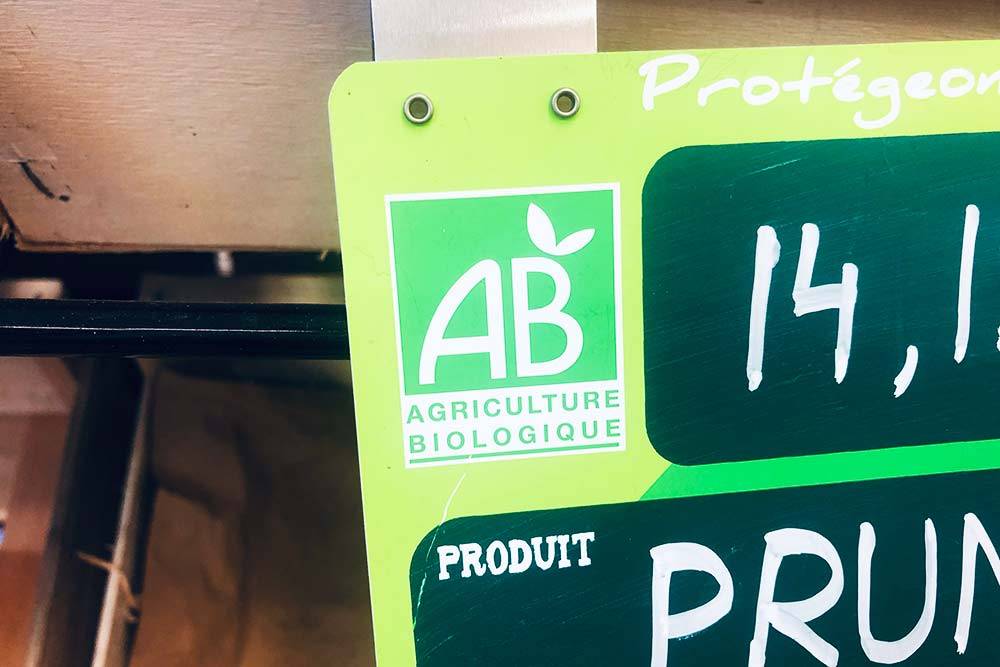 Protégeon
14,1
AB
AGRICULTURE
BIOLOGIQUE
PRODUIT
PRUN